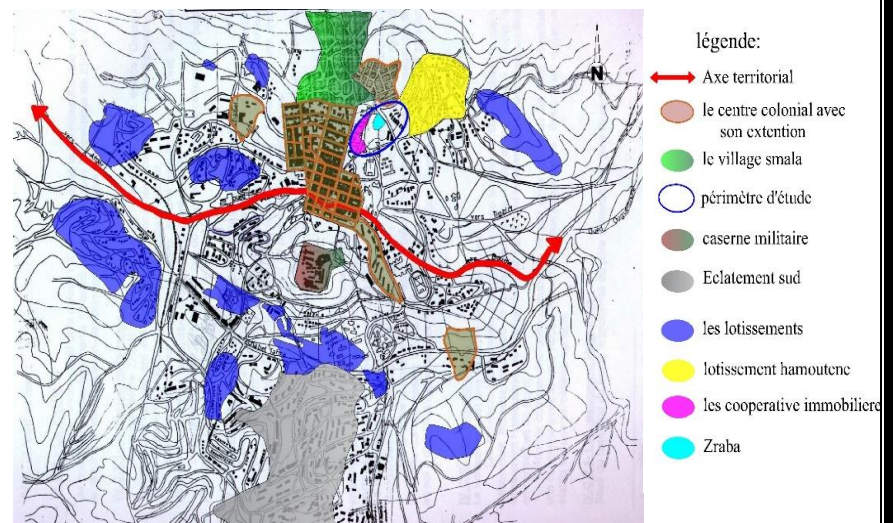 légende:
N
Axe territorial
le centre colonial avec
son extention
le village smala
périmètre d'étude
caserne militaire
Eclatement sud
les lotissements
lotissement hamoutene
les cooperative immobiliere
Zraba